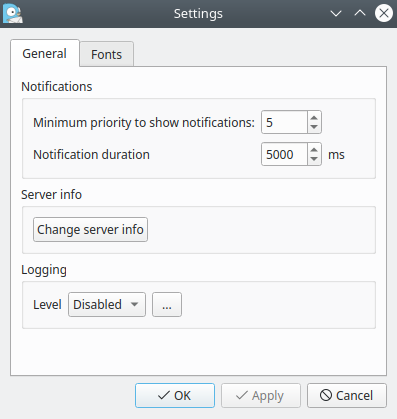 Settings
General
Fonts
Notifications
Minimum priority to show notifications: 5
Notification duration 5000 ms
Server info
Change server info
Logging
Level Disabled ...
OK Apply Cancel